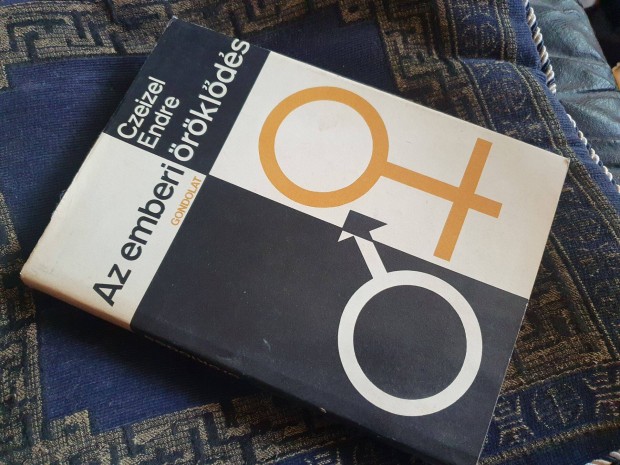 Czeizel
Endre
Az emberi öröklődés
GONDOLAT